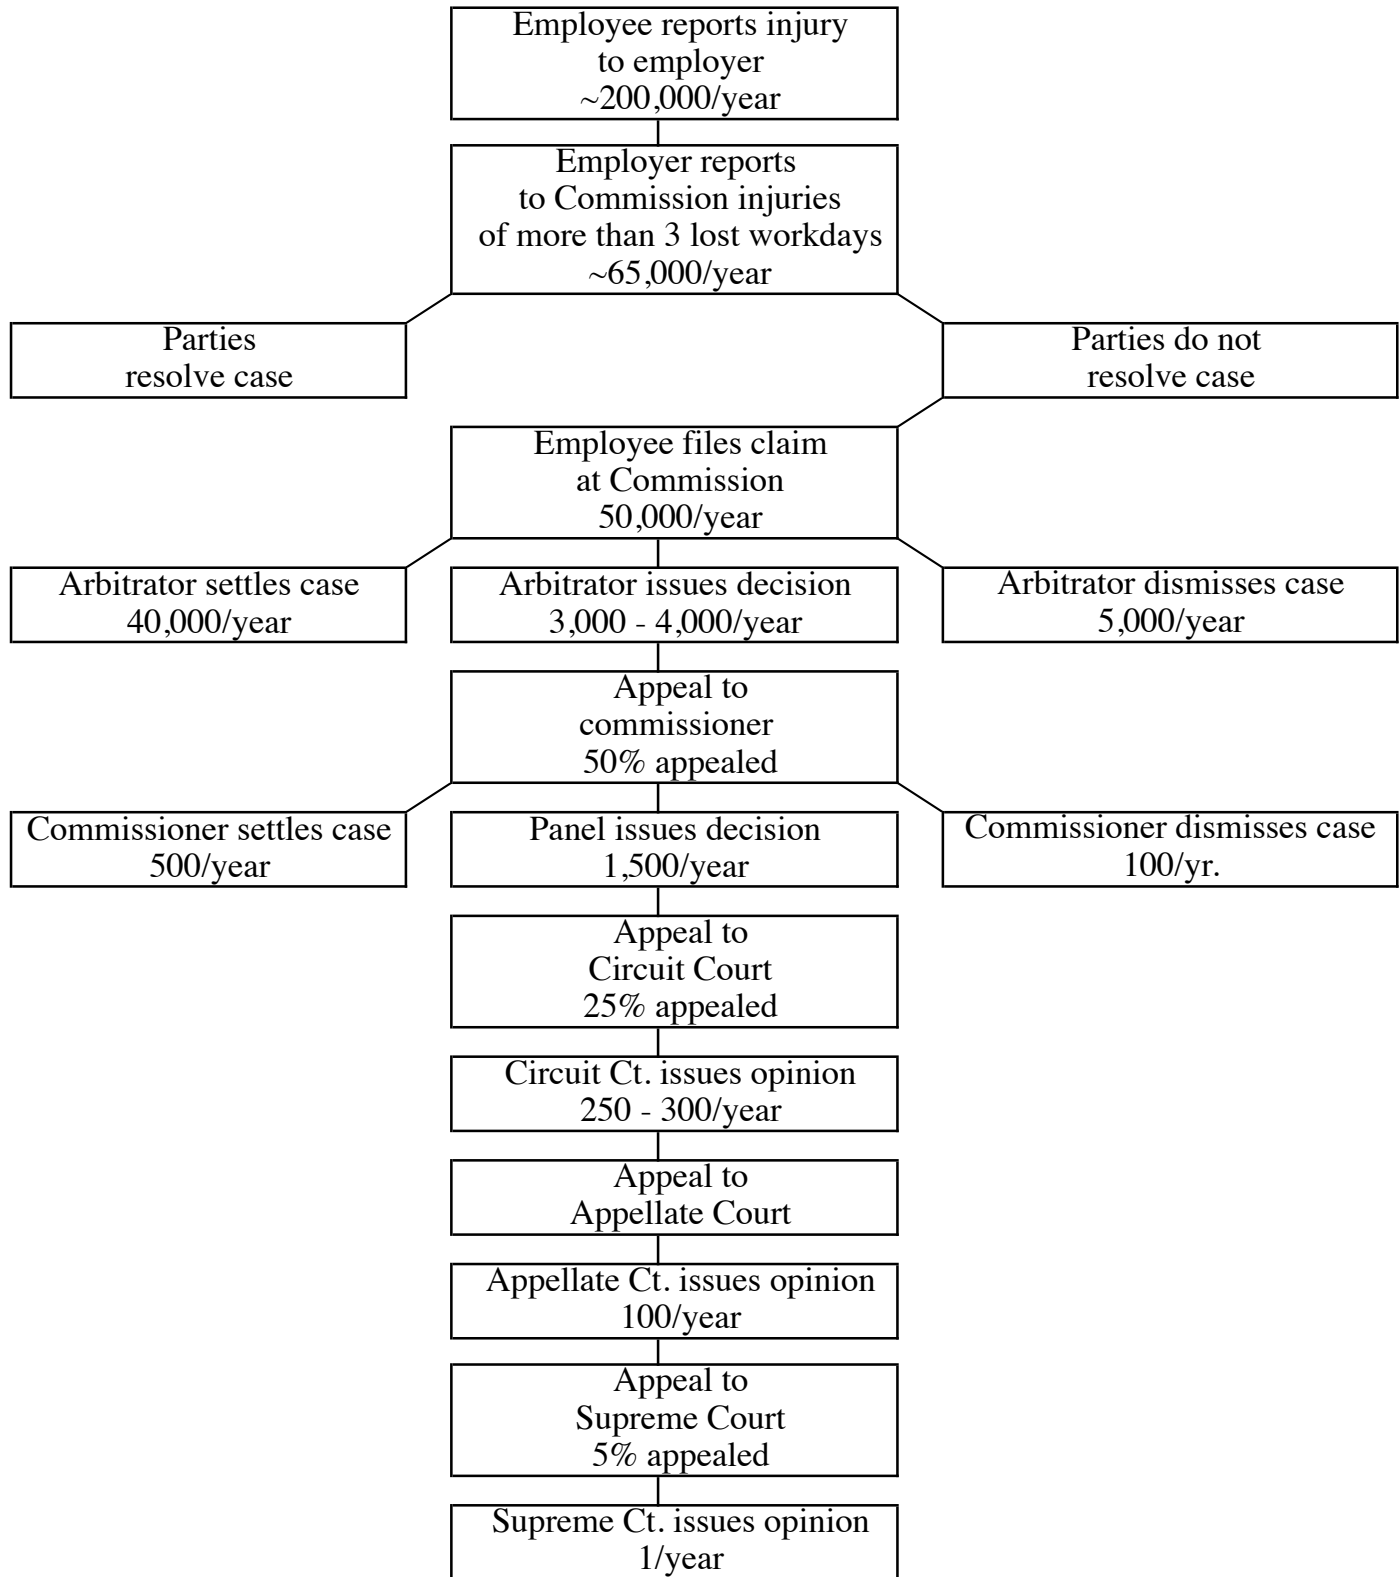 Employee reports injury
to employer
~200,000/year
Employer reports
to Commission injuries
of more than 3 lost workdays
~65,000/year
Parties
resolve case
Parties do not
resolve case
Employee files claim
at Commission
50,000/year
Arbitrator settles case
40,000/year
Arbitrator issues decision
3,000 - 4,000/year
Arbitrator dismisses case
5,000/year
Appeal to
commissioner
50% appealed
Commissioner settles case
500/year
Panel issues decision
1,500/year
Commissioner dismisses case
100/yr.
Appeal to
Circuit Court
25% appealed
Circuit Ct. issues opinion
250 - 300/year
Appeal to
Appellate Court
Appellate Ct. issues opinion
100/year
Appeal to
Supreme Court
5% appealed
Supreme Ct. issues opinion
1/year